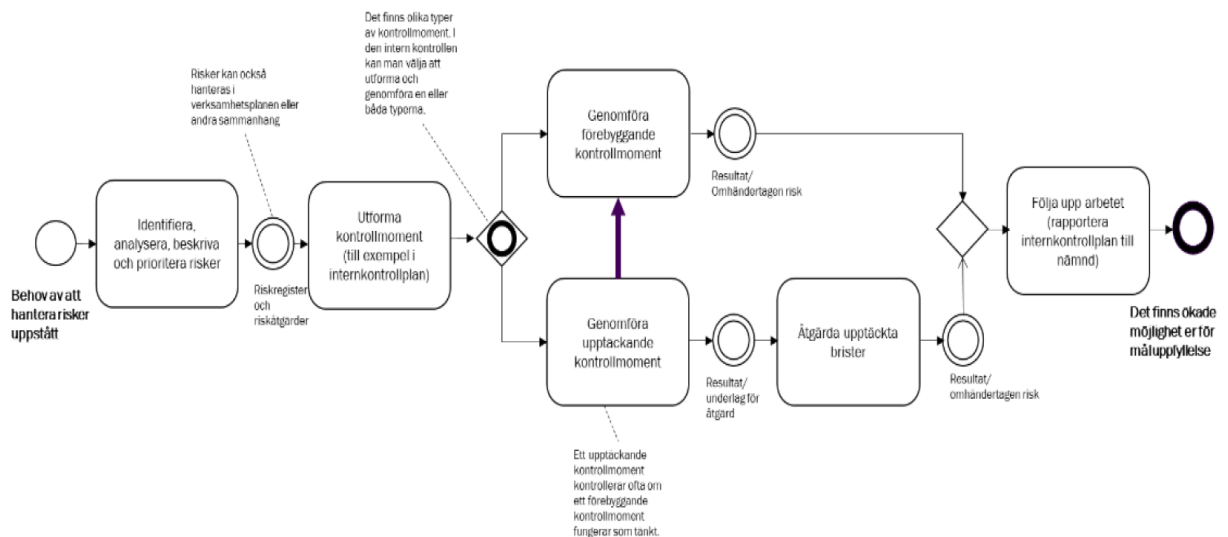 Det finns olika typer
av kontrollmoment. I
den intern kontrollen
kan man välja att
utforma och
genomföra en eller
båda typerna.
Risker kan också
hanteras i
verksamhetsplanen eller
andra sammanhang
Behov av att
hantera risker
uppstått
Identifiera,
analysera, beskriva
och prioritera risker
Riskregister
och
riskåtgärder
Utforma
kontrollmoment
(till exempel i
internkontrollplan)
Genomföra
förebyggande
kontrollmoment
Resultat/
Omhändertagen risk
Genomföra
upptäckande
kontrollmoment
Resultat/
underlag för
åtgärd
Åtgärda upptäckta
brister
Resultat/
omhändertagen risk
Följa upp arbetet
(rapportera
internkontrollplan till
nämnd)
Det finns ökade
möjlighet er för
måluppfyllelse
Ett upptäckande
kontrollmoment
kontrollerar ofta om
ett förebyggande
kontrollmoment
fungerar som tänkt.